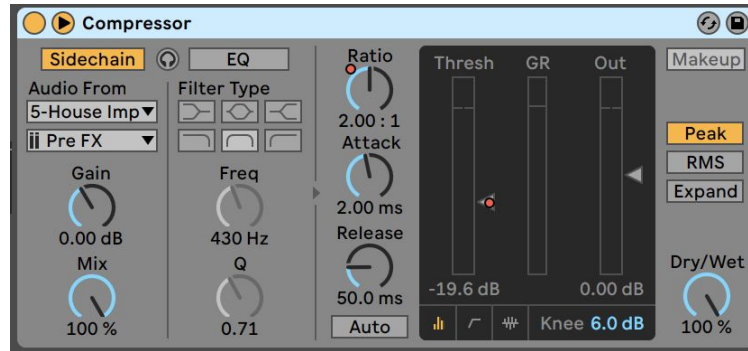 Compressor
Sidechain
EQ
Audio From
5-House Imp
Pre FX
Gain
0.00 dB
Mix
100 %
Filter Type
Freq
430 Hz
Q
0.71
Ratio
2.00 : 1
Attack
2.00 ms
Release
50.0 ms
Auto
Thresh GR Out
-19.6 dB 0.00 dB
Knee 6.0 dB
Makeup
Peak
RMS
Expand
Dry/Wet
100 %